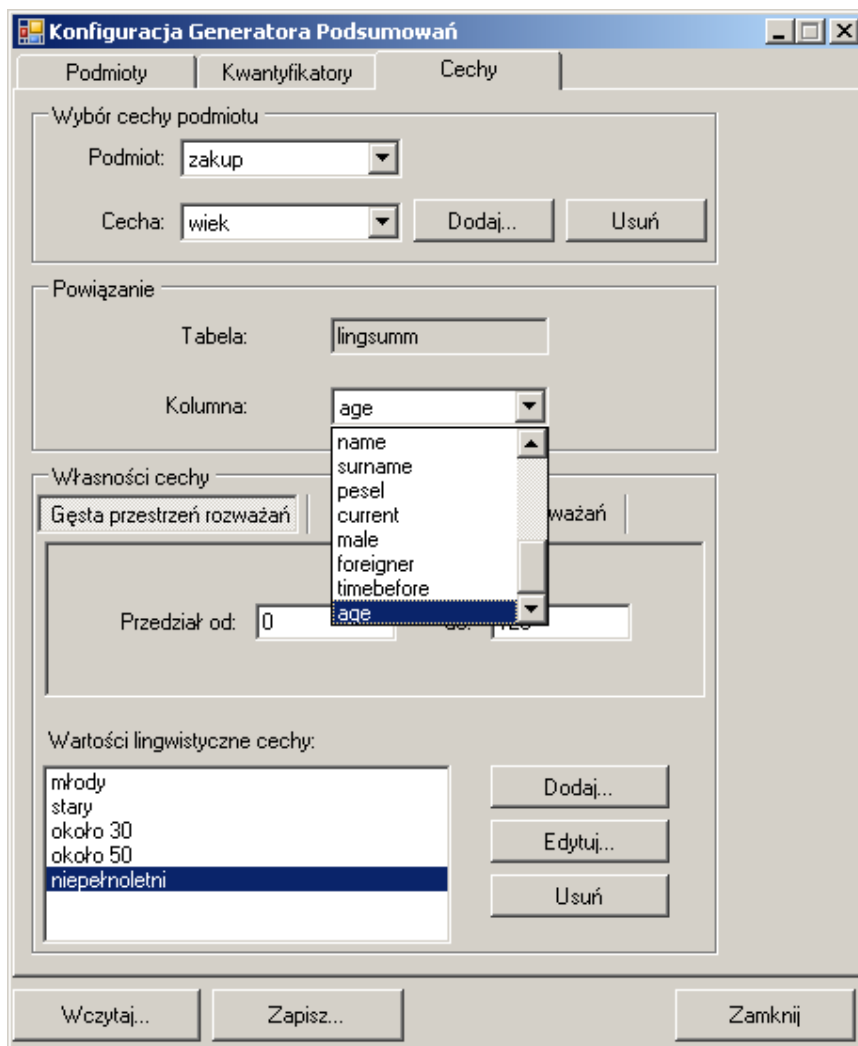 Konfiguracja Generatora Podsumowań
Podmioty Kwantyfikatory Cechy
Wybór cechy podmiotu
Podmiot: zakup
Cecha: wiek Dodaj... Usuń
Powiązanie
Tabela: lingsumm
Kolumna: age
name
surname
pesel
current
male
foreigner
timebefore
age
Własności cechy
Gęsta przestrzeń rozważań
Przedział od: 0
Wartości lingwistyczne cechy:
młody
stary
około 30
około 50
niepełnoletni
Dodaj...
Edytuj...
Usuń
Wczytaj... Zapisz... Zamknij